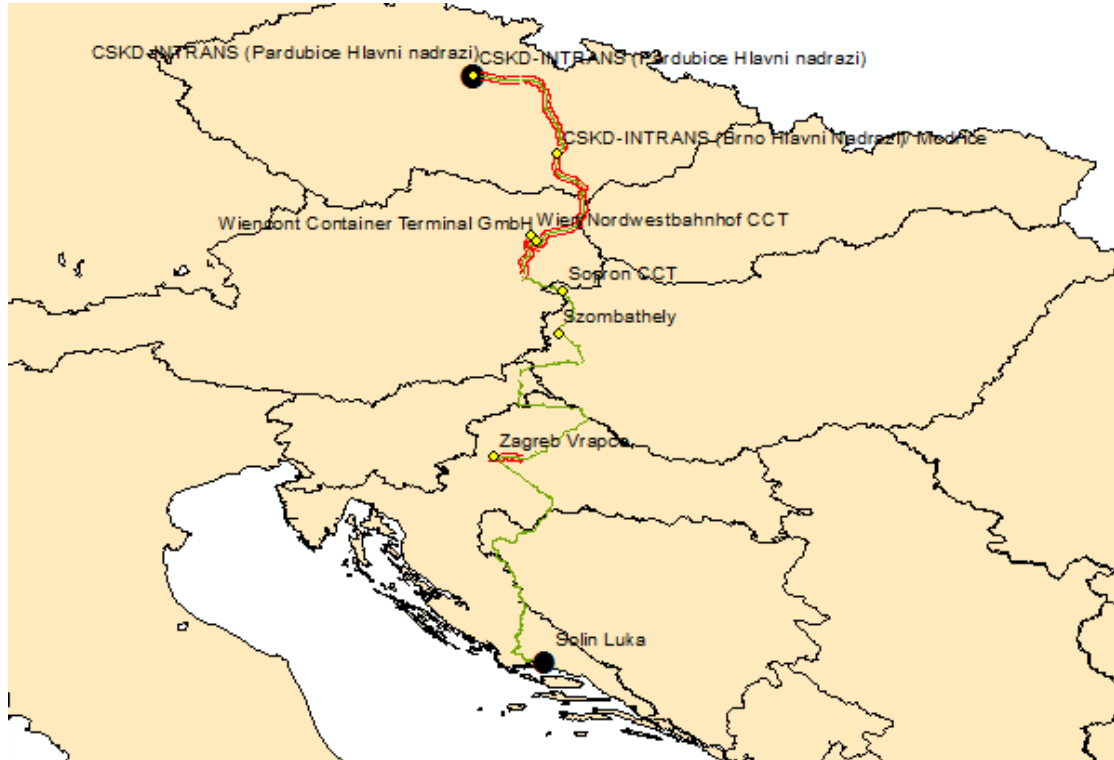 CSKD-INTRANS (Pardubice Hlavni nadrazi)
CSKD-INTRANS (Pardubice Hlavni nadrazi)
CSKD-INTRANS (Brno Hlavni Nadrazi)/ Modrice
Wiencont Container Terminal GmbH
Wien Nordwestbahnhof CCT
Sopron CCT
Szombathely
Zagreb Vrapce
Solin Luka